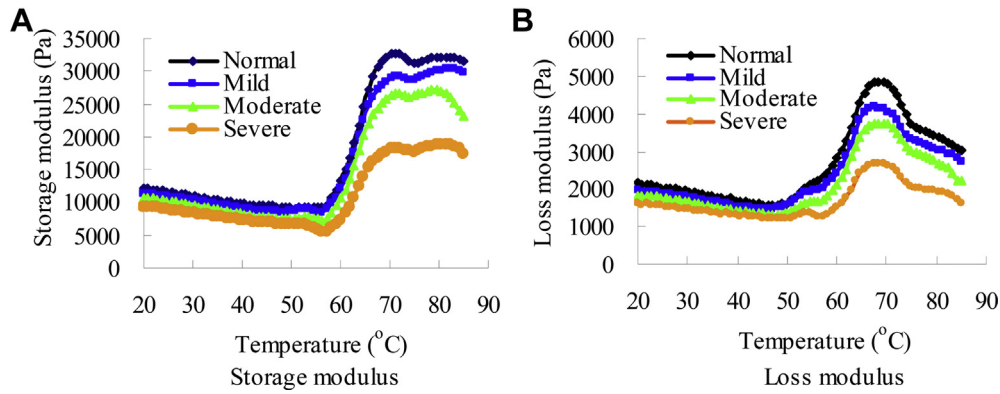 A
Storage modulus (Pa)
35000
30000
25000
20000
15000
10000
5000
0
Normal
Mild
Moderate
Severe
20 30 40 50 60 70 80 90
Temperature (°C)
Storage modulus
B
Loss modulus (Pa)
6000
5000
4000
3000
2000
1000
0
Normal
Mild
Moderate
Severe
20 30 40 50 60 70 80 90
Temperature (°C)
Loss modulus